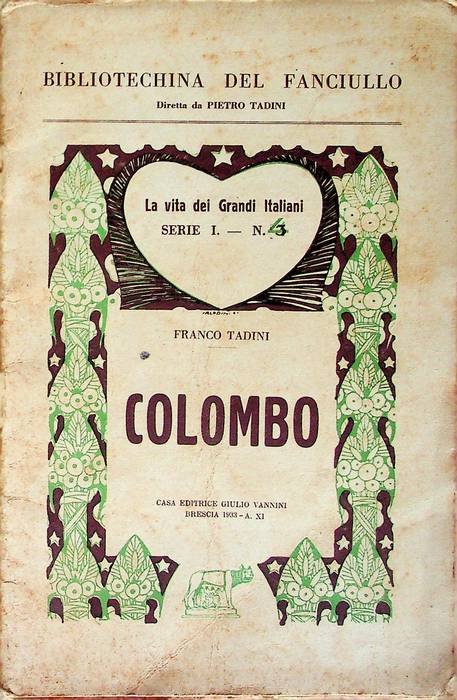 BIBLIOTECHINA DEL FANCIULLO
Diretta da PIETRO TADINI
La vita dei Grandi Italiani
SERIE I. — N. 4
FRANCO TADINI
COLOMBO
CASA EDITRICE GIULIO VANNINI
BRESCIA 1933 - A. XI